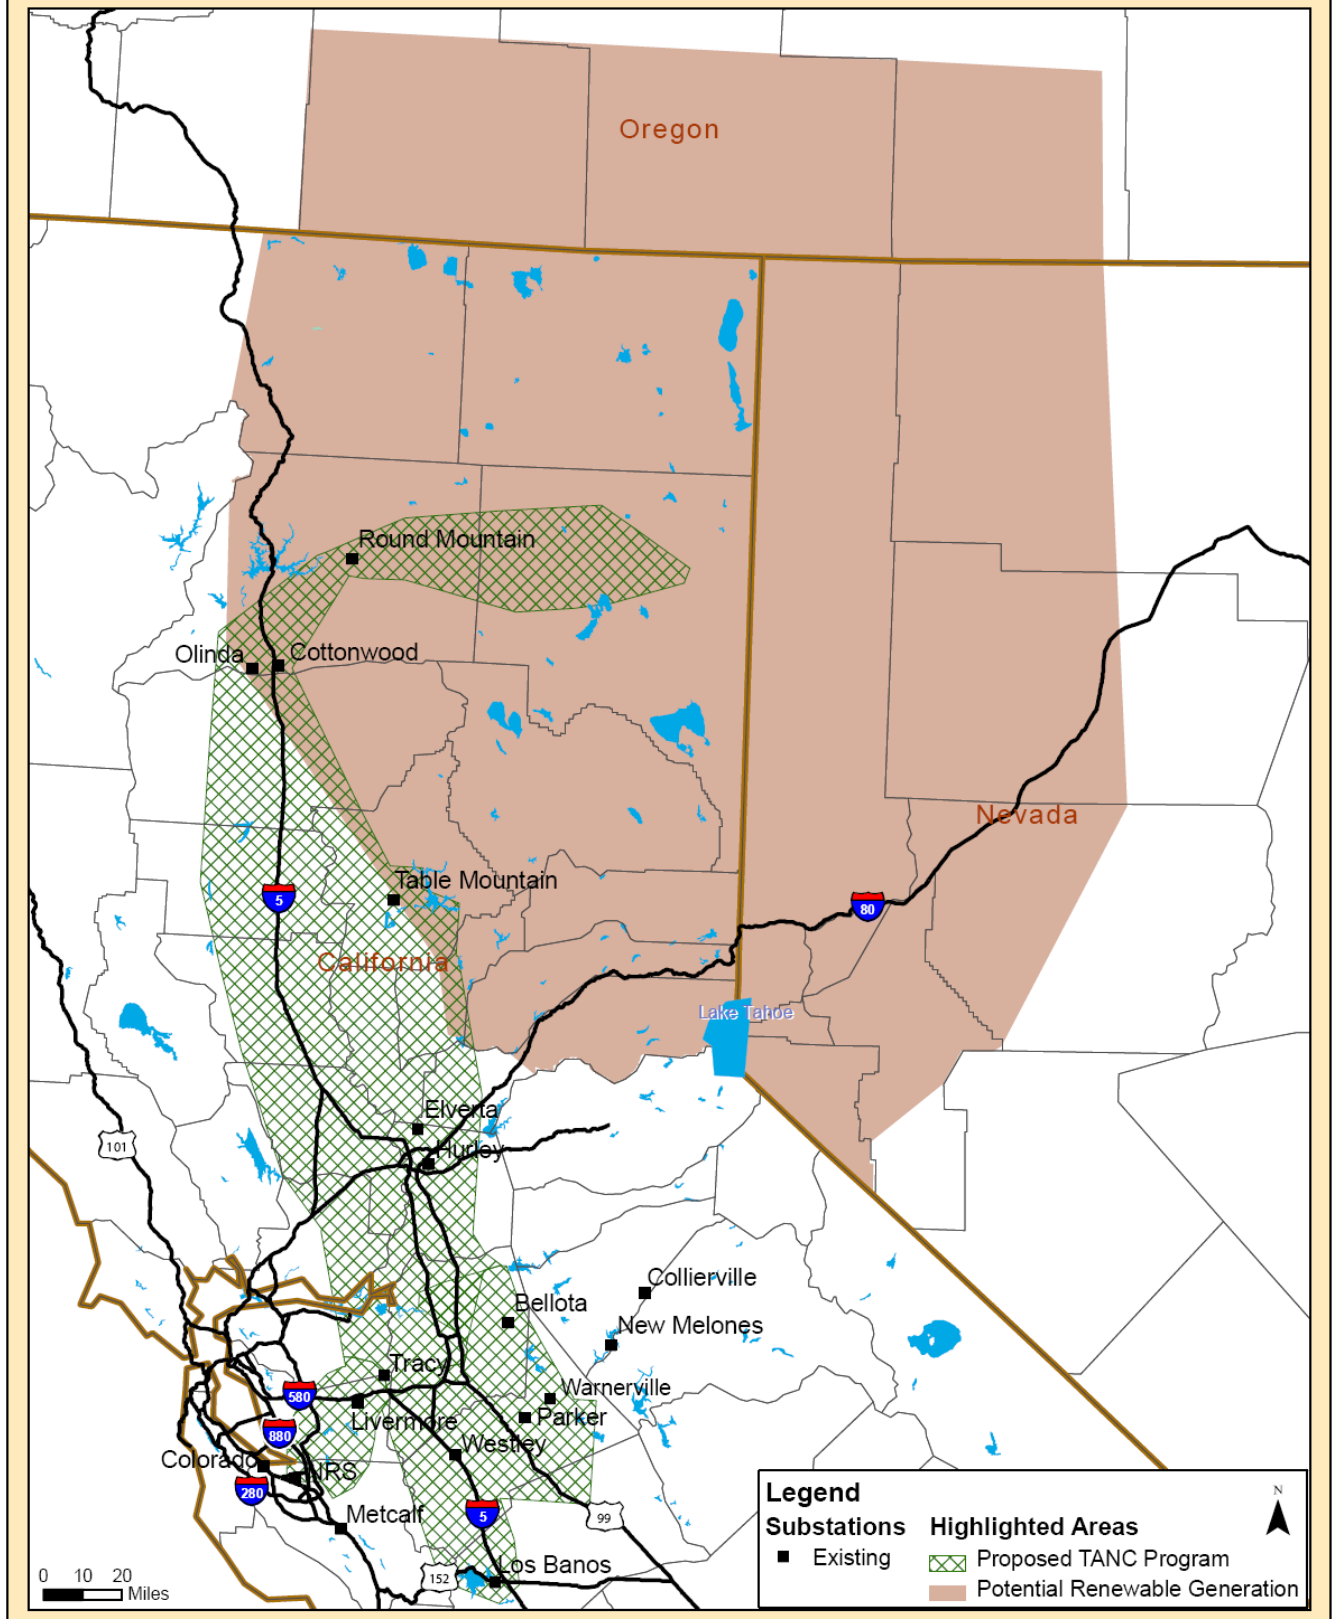 Oregon
Round Mountain
Olinda
Cottonwood
Nevada
Table Mountain
5
80
California
Lake Tahoe
Elverta
101
Hurley
Collierville
Bellota
New Melones
Tracy
580
Warnerville
Livermore
Parker
880
Westley
Colorado
NRS
280
Metcalf
5
99
Los Banos
152
0 10 20
Miles
Legend
N
Substations
Highlighted Areas
Existing
Proposed TANC Program
Potential Renewable Generation